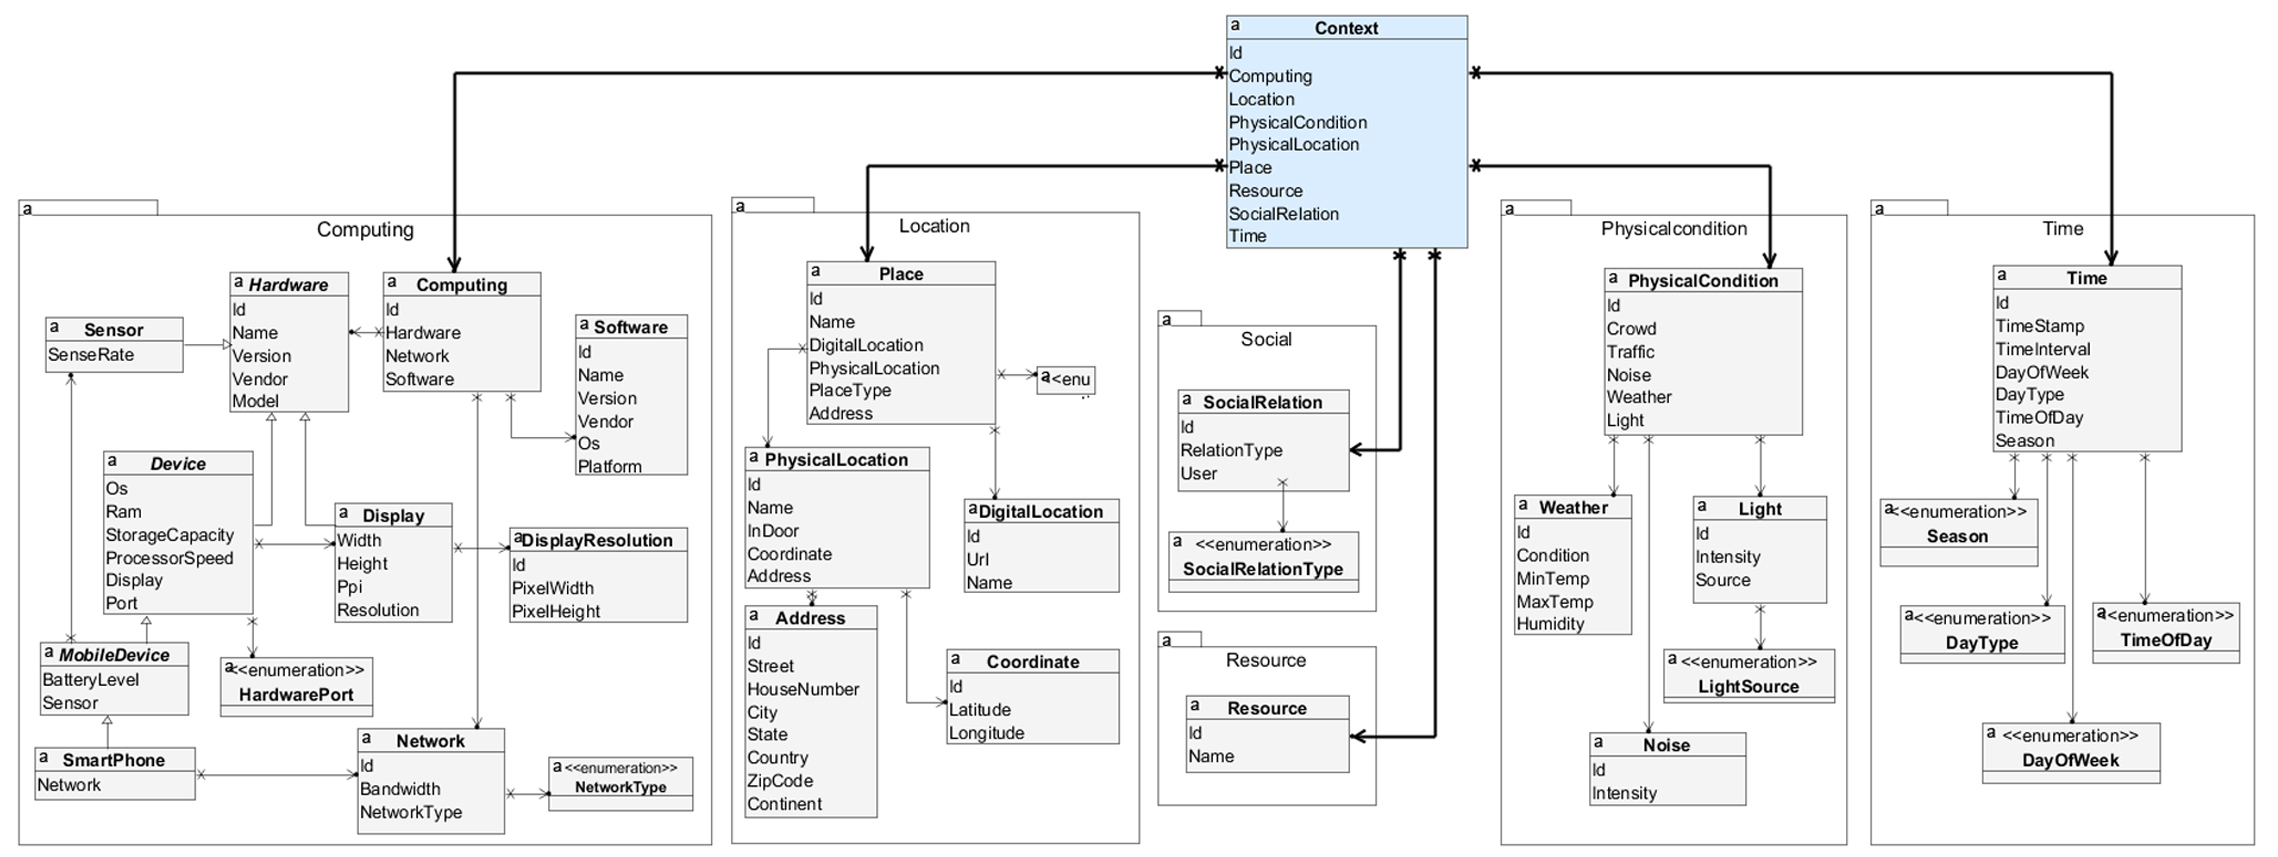 a
Context
Id
Computing
Location
PhysicalCondition
PhysicalLocation
Place
Resource
SocialRelation
Time
a
Computing
a
Hardware
Id
Name
Version
Vendor
Model
a
Computing
Id
Hardware
Network
Software
a
Sensor
SenseRate
a
Software
Id
Name
Version
Vendor
Os
Platform
a
Device
Os
Ram
StorageCapacity
ProcessorSpeed
Display
Port
a
Display
Width
Height
Ppi
Resolution
a
DisplayResolution
Id
PixelWidth
PixelHeight
a
MobileDevice
BatteryLevel
Sensor
a
<<enumeration>>
HardwarePort
a
SmartPhone
Network
a
Network
Id
Bandwidth
NetworkType
a <<enumeration>>
NetworkType
a
Location
a
Place
Id
Name
DigitalLocation
PhysicalLocation
PlaceType
Address
a<enu
a
PhysicalLocation
Id
Name
InDoor
Coordinate
Address
a
DigitalLocation
Id
Url
Name
a
Address
Id
Street
HouseNumber
City
State
Country
ZipCode
Continent
a
Coordinate
Id
Latitude
Longitude
a
Social
a
SocialRelation
Id
RelationType
User
a <<enumeration>>
SocialRelationType
a
Resource
a
Resource
Id
Name
a
Physicalcondition
a
PhysicalCondition
Id
Crowd
Traffic
Noise
Weather
Light
a
Weather
Id
Condition
MinTemp
MaxTemp
Humidity
a
Light
Id
Intensity
Source
a <<enumeration>>
LightSource
a
Noise
Id
Intensity
a
Time
a
Time
Id
TimeStamp
TimeInterval
DayOfWeek
DayType
TimeOfDay
Season
a<<enumeration>>
Season
a<<enumeration>>
DayType
a<enumeration>>
TimeOfDay
a <<enumeration>>
DayOfWeek